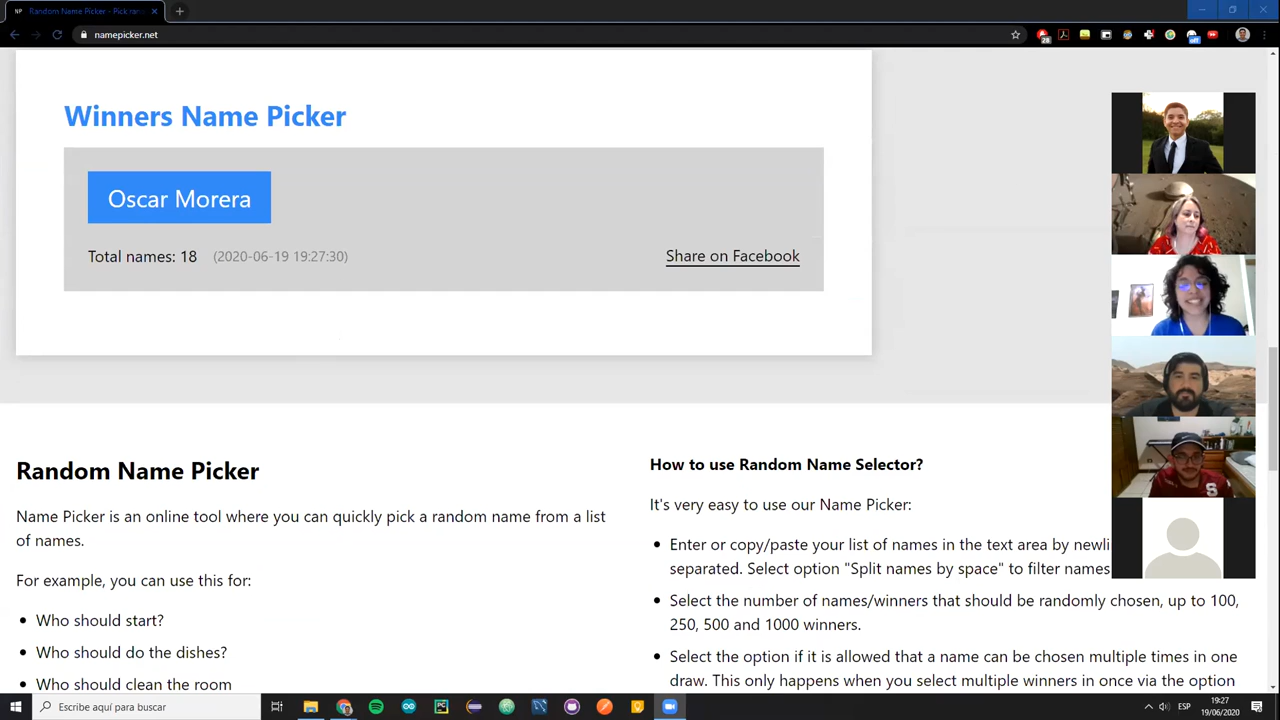 NP Random Name Picker - Pick ran
namepicker.net
28
off
Winners Name Picker
Oscar Morera
Total names: 18 (2020-06-19 19:27:30)
Share on Facebook
Random Name Picker
Name Picker is an online tool where you can quickly pick a random name from a list
of names.
For example, you can use this for:
• Who should start?
• Who should do the dishes?
• Who should clean the room
How to use Random Name Selector?
It's very easy to use our Name Picker:
• Enter or copy/paste your list of names in the text area by newli
separated. Select option "Split names by space" to filter names
• Select the number of names/winners that should be randomly chosen, up to 100,
250, 500 and 1000 winners.
• Select the option if it is allowed that a name can be chosen multiple times in one
draw. This only happens when you select multiple winners in once via the option
S
Escribe aquí para buscar
PC
ESP
19:27
19/06/2020